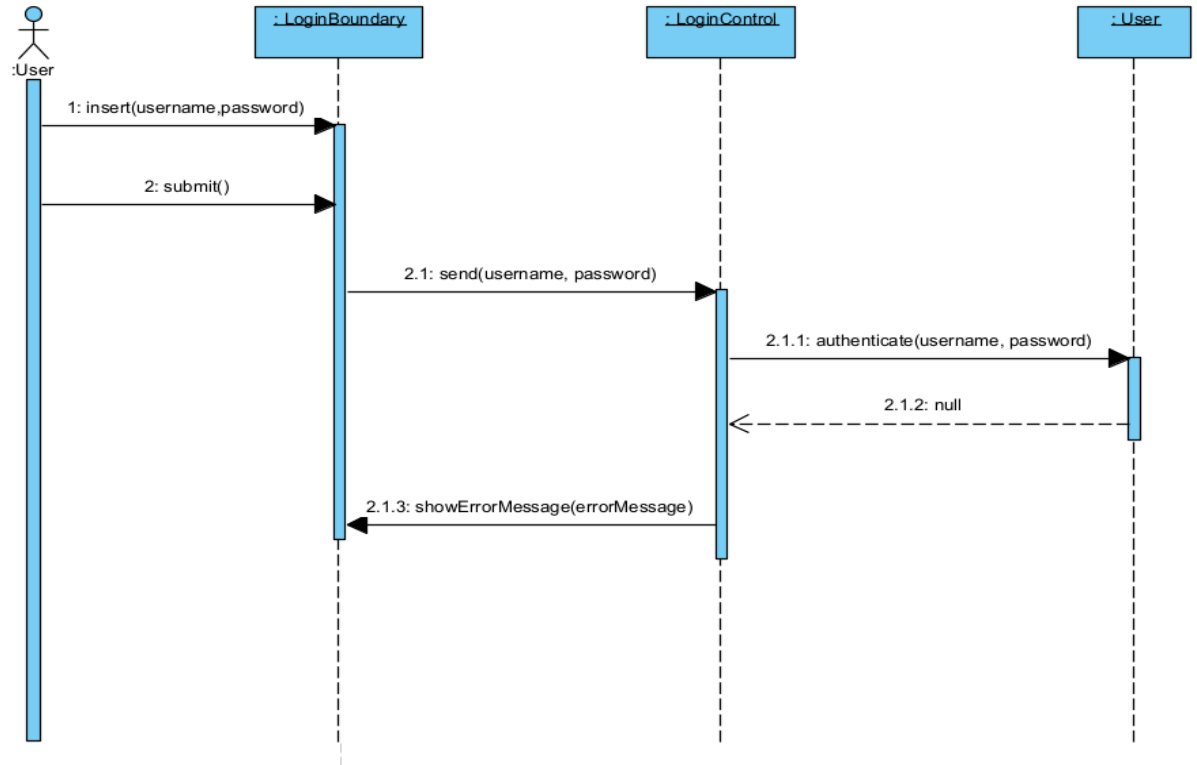 : LoginBoundary
: LoginControl
: User
:User
1: insert(username,password)
2: submit()
2.1: send(username, password)
2.1.1: authenticate(username, password)
2.1.2: null
2.1.3: showErrorMessage(errorMessage)